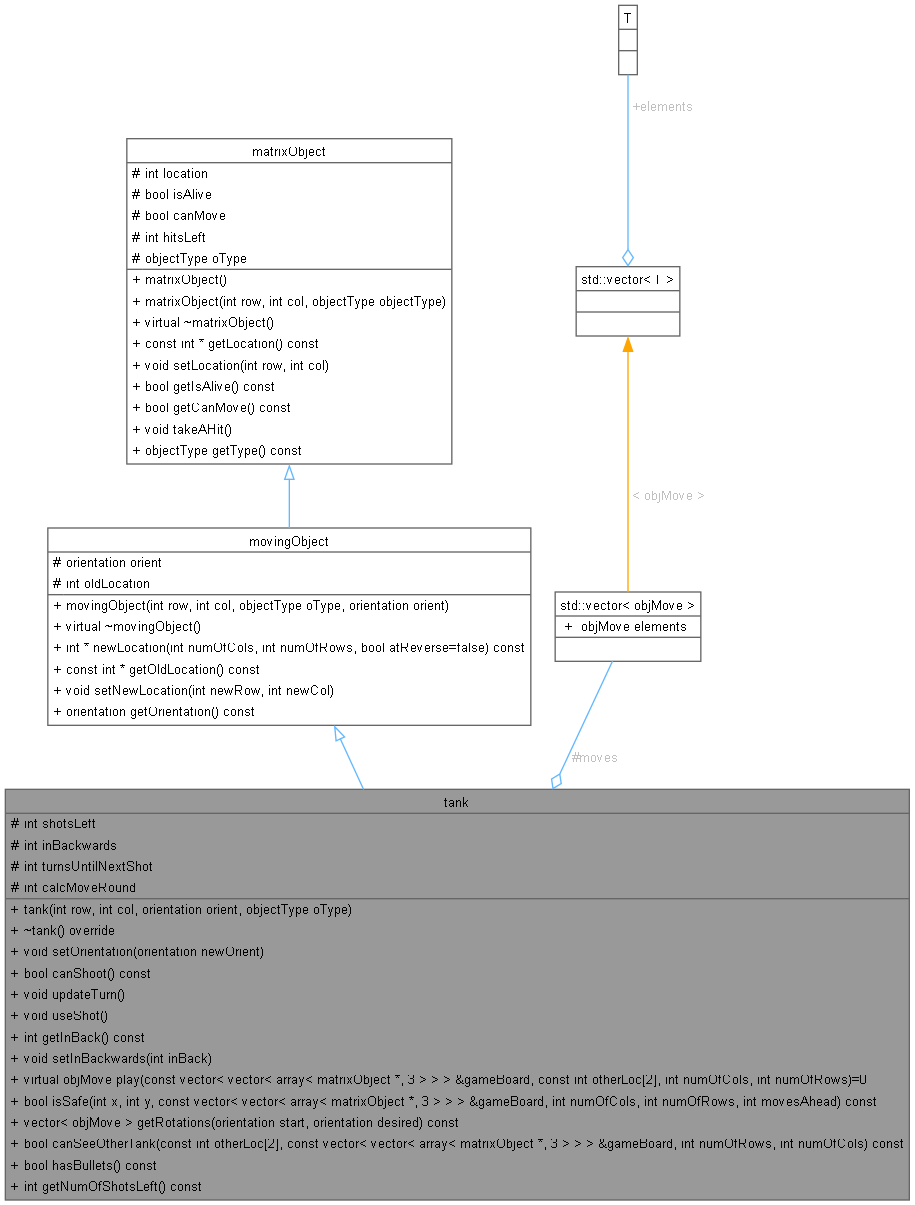 T
+elements
matrixObject
# int location
# bool isAlive
# bool canMove
# int hitsLeft
# objectType oType
+ matrixObject()
+ matrixObject(int row, int col, objectType objectType)
+ virtual ~matrixObject()
+ const int * getLocation() const
+ void setLocation(int row, int col)
+ bool getIsAlive() const
+ bool getCanMove() const
+ void takeAHit()
+ objectType getType() const
std::vector< T >
< objMove >
movingObject
# orientation orient
# int oldLocation
+ movingObject(int row, int col, objectType oType, orientation orient)
+ virtual ~movingObject()
+ int * newLocation(int numOfCols, int numOfRows, bool atReverse=false) const
+ const int * getOldLocation() const
+ void setNewLocation(int newRow, int newCol)
+ orientation getOrientation() const
std::vector< objMove >
+ objMove elements
#moves
tank
# int shotsLeft
# int inBackwards
# int turnsUntilNextShot
# int calcMoveRound
+ tank(int row, int col, orientation orient, objectType oType)
+ ~tank() override
+ void setOrientation(orientation newOrient)
+ bool canShoot() const
+ void updateTurn()
+ void useShot()
+ int getInBack() const
+ void setInBackwards(int inBack)
+ virtual objMove play(const vector< vector< array< matrixObject *, 3 > > > &gameBoard, const int otherLoc[2], int numOfCols, int numOfRows)=0
+ bool isSafe(int x, int y, const vector< vector< array< matrixObject *, 3 > > > &gameBoard, int numOfCols, int numOfRows, int movesAhead) const
+ vector< objMove > getRotations(orientation start, orientation desired) const
+ bool canSeeOtherTank(const int otherLoc[2], const vector< vector< array< matrixObject *, 3 > > > &gameBoard, int numOfRows, int numOfCols) const
+ bool hasBullets() const
+ int getNumOfShotsLeft() const